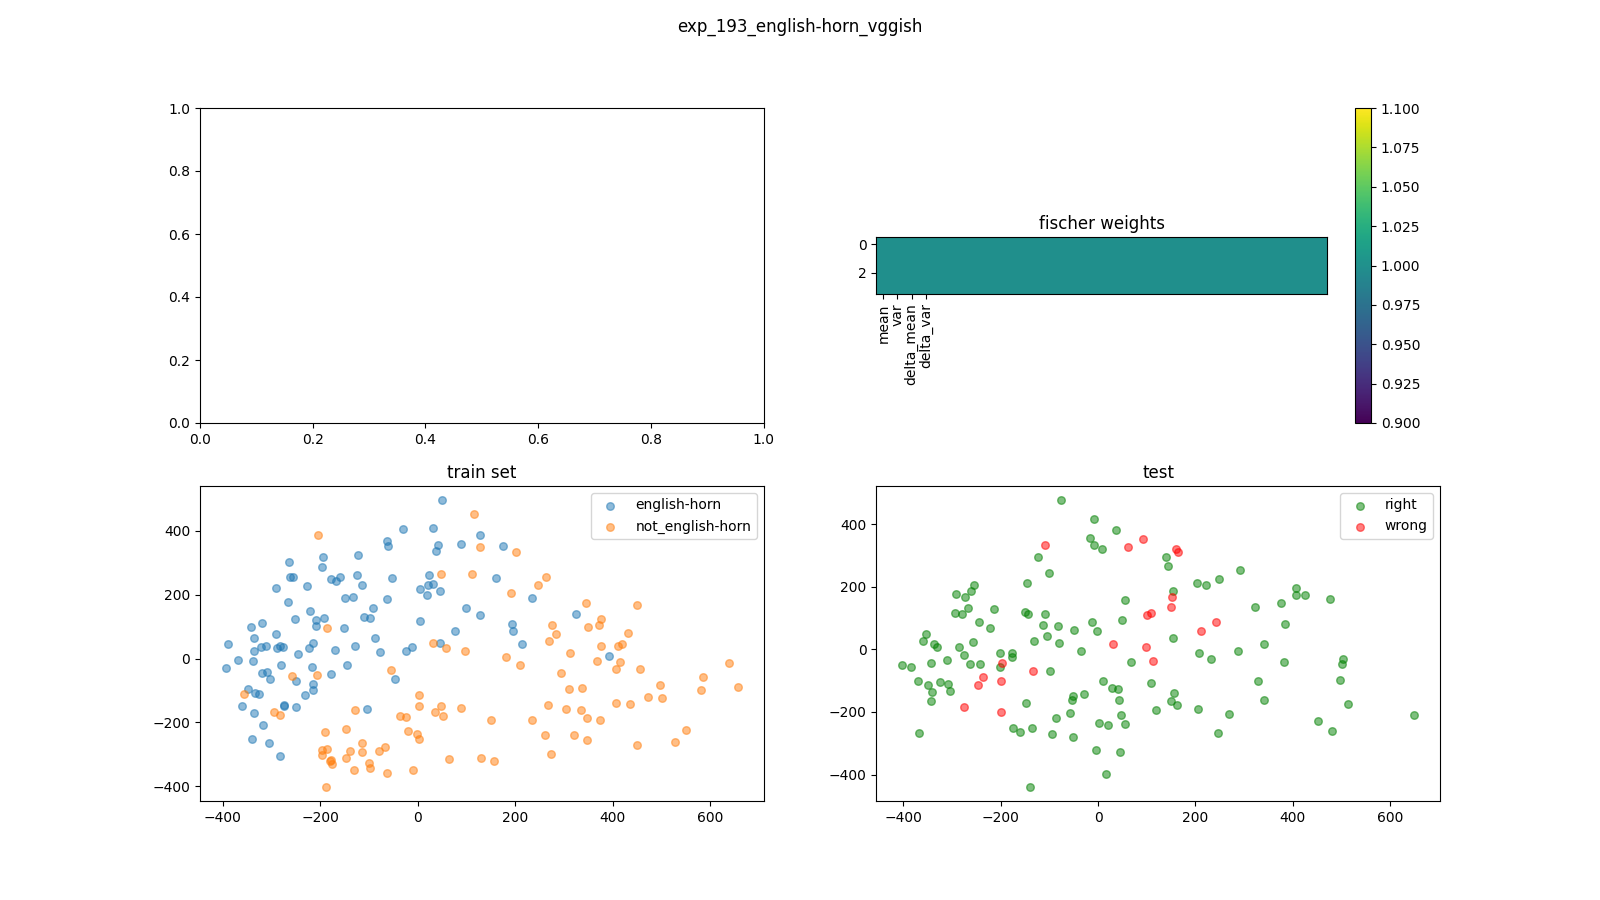 exp_193_english-horn_vggish
1.0
0.8
0.6
0.4
0.2
0.0
0.0 0.2 0.4 0.6 0.8 1.0
fischer weights
0
2
mean
var
delta_mean
delta_var
1.100
1.075
1.050
1.025
1.000
0.975
0.950
0.925
0.900
train set
english-horn
not_english-horn
400
200
0
−200
−400
−400 −200 0 200 400 600
test
right
wrong
400
200
0
−200
−400
−400 −200 0 200 400 600